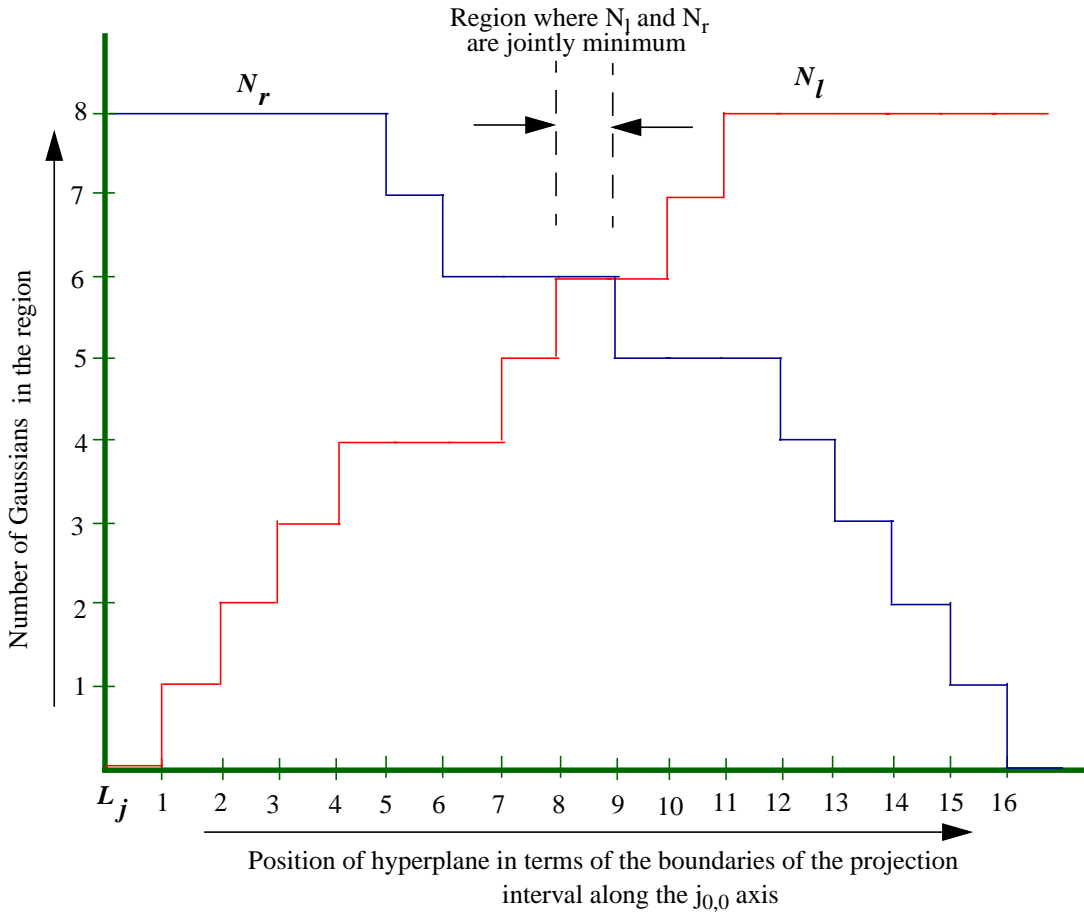 Region where N_l and N_r
are jointly minimum
N_r
N_l
8
7
6
5
4
3
2
1
Number of Gaussians in the region
L_j
1 2 3 4 5 6 7 8 9 10 11 12 13 14 15 16
Position of hyperplane in terms of the boundaries of the projection
interval along the j_0,0 axis